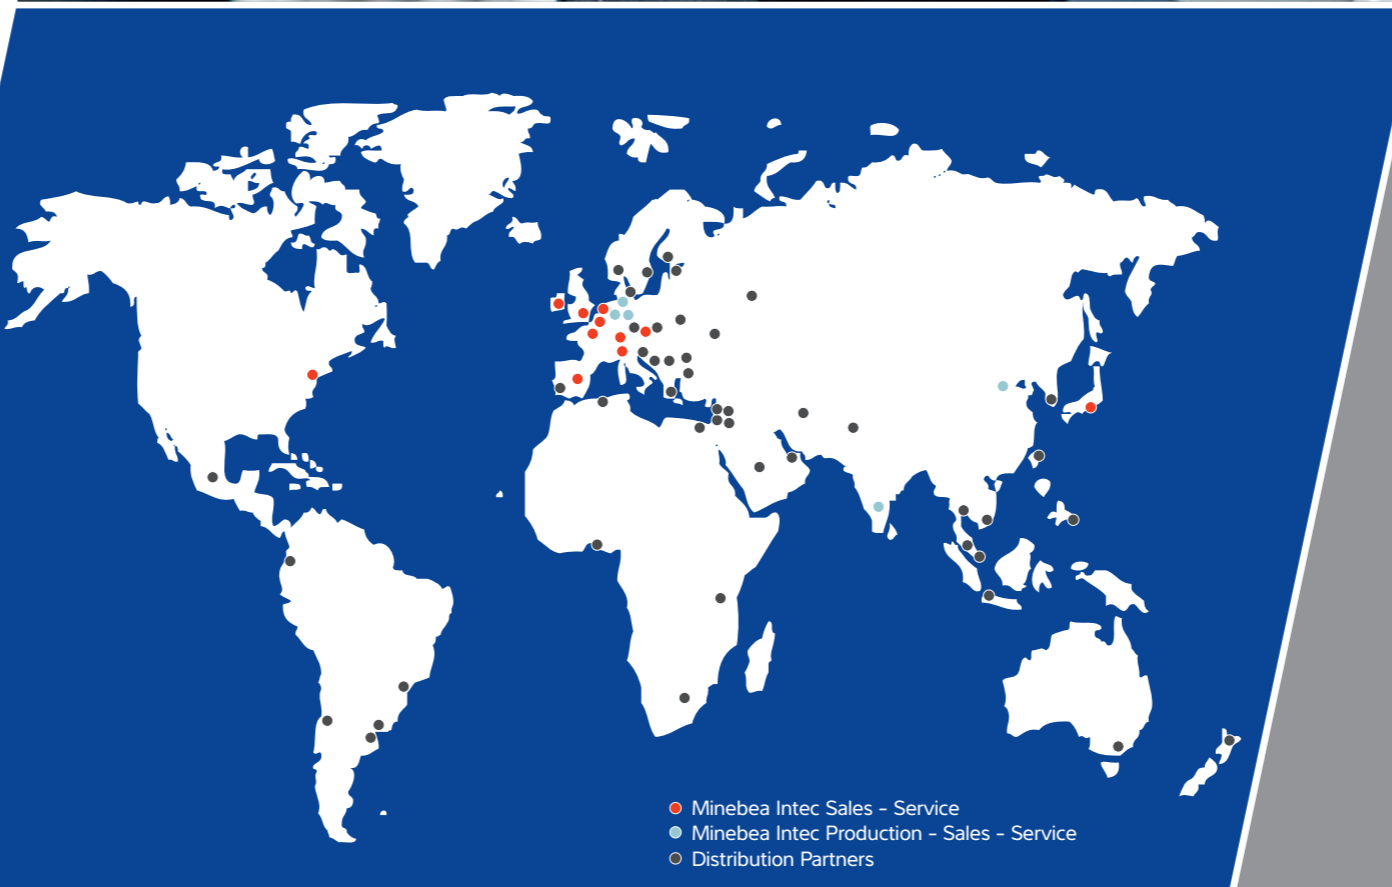 Minebea Intec Sales – Service
Minebea Intec Production – Sales – Service
Distribution Partners